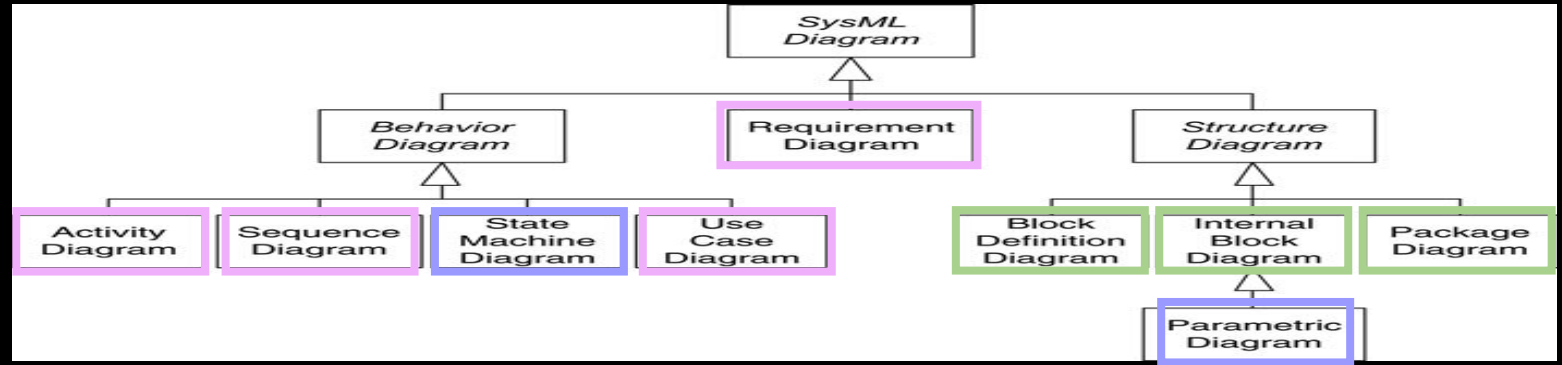 SysML
Diagram
Behavior
Diagram
Requirement
Diagram
Structure
Diagram
Activity
Diagram
Sequence
Diagram
State
Machine
Diagram
Use
Case
Diagram
Block
Definition
Diagram
Internal
Block
Diagram
Package
Diagram
Parametric
Diagram